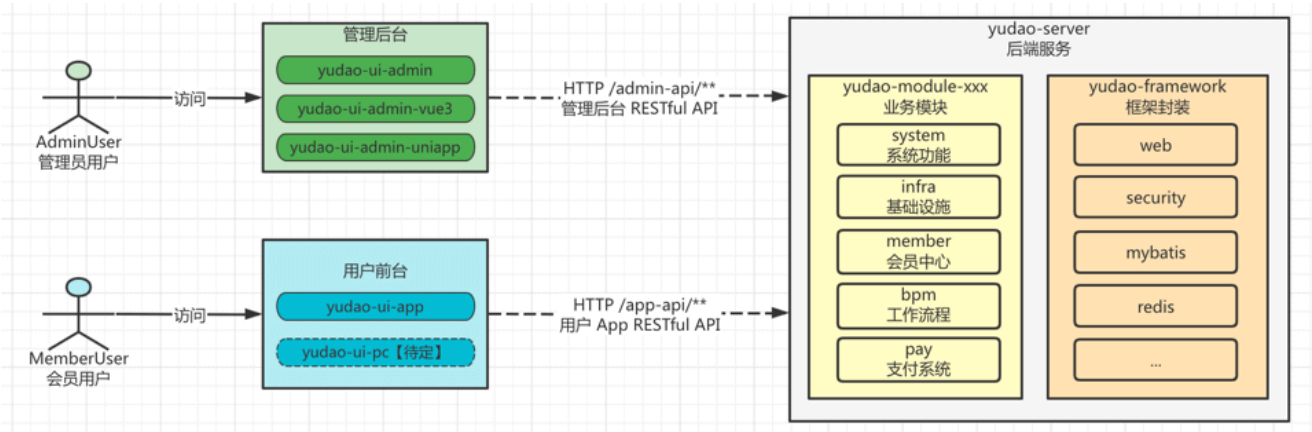 AdminUser
管理员用户
访问
管理后台
yudao-ui-admin
yudao-ui-admin-vue3
yudao-ui-admin-uniapp
HTTP /admin-api/**
管理后台 RESTful API
MemberUser
会员用户
访问
用户前台
yudao-ui-app
yudao-ui-pc【待定】
HTTP /app-api/**
用户 App RESTful API
yudao-server
后端服务
yudao-module-xxx
业务模块
system
系统功能
infra
基础设施
member
会员中心
bpm
工作流程
pay
支付系统
yudao-framework
框架封装
web
security
mybatis
redis
...